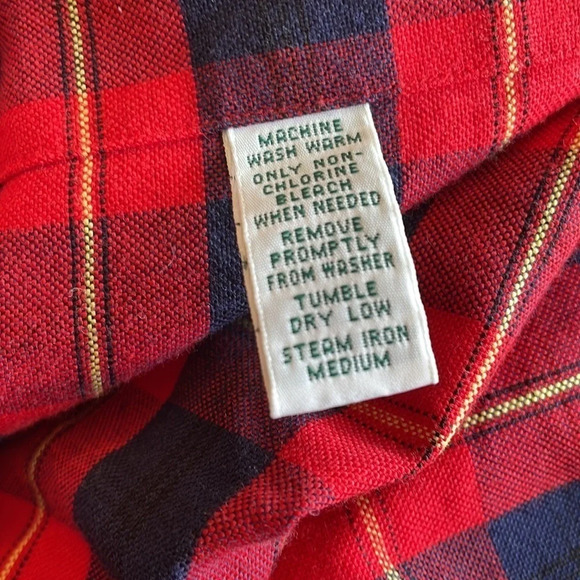 MACHINE
WASH WARM
ONLY NON-
CHLORINE
BLEACH
WHEN NEEDED
REMOVE
PROMPTLY
FROM WASHER
TUMBLE
DRY LOW
STEAM IRON
MEDIUM